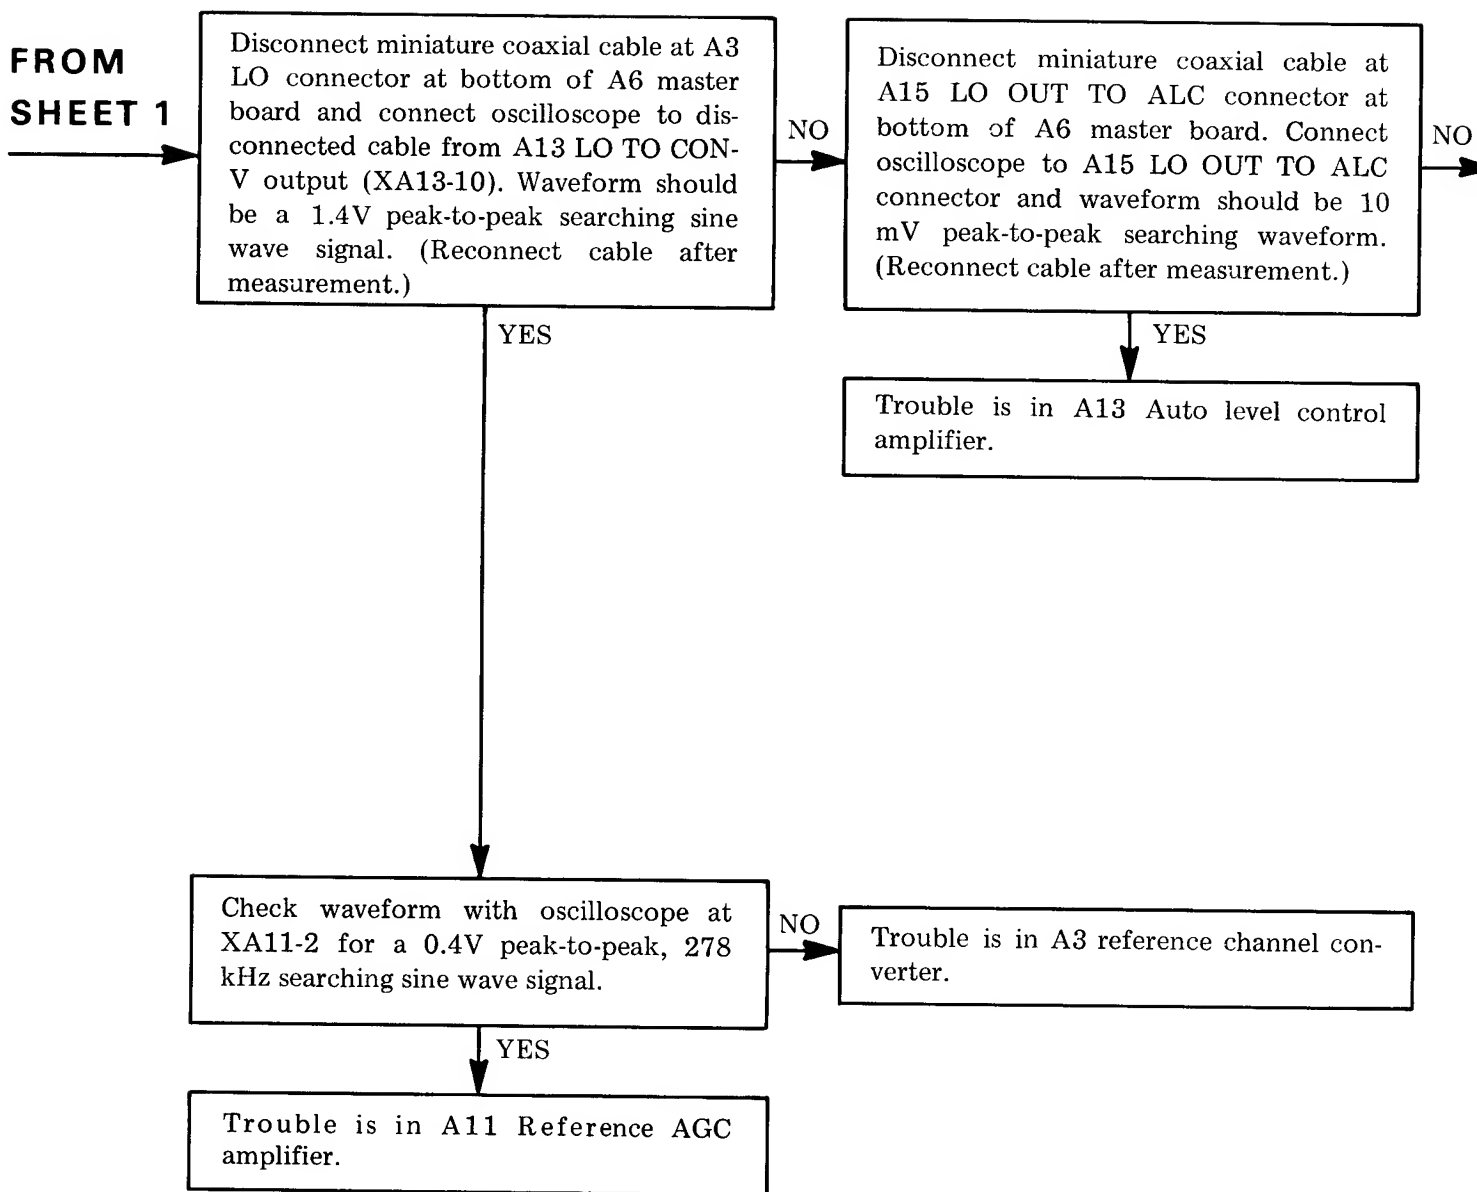 FROM
SHEET 1
Disconnect miniature coaxial cable at A3
LO connector at bottom of A6 master
board and connect oscilloscope to dis-
connected cable from A13 LO TO CON-
V output (XA13-10). Waveform should
be a 1.4V peak-to-peak searching sine
wave signal. (Reconnect cable after
measurement.)
NO
Disconnect miniature coaxial cable at
A15 LO OUT TO ALC connector at
bottom of A6 master board. Connect
oscilloscope to A15 LO OUT TO ALC
connector and waveform should be 10
mV peak-to-peak searching waveform.
(Reconnect cable after measurement.)
NO
YES
YES
Trouble is in A13 Auto level control
amplifier.
Check waveform with oscilloscope at
XA11-2 for a 0.4V peak-to-peak, 278
kHz searching sine wave signal.
NO
Trouble is in A3 reference channel con-
verter.
YES
Trouble is in A11 Reference AGC
amplifier.